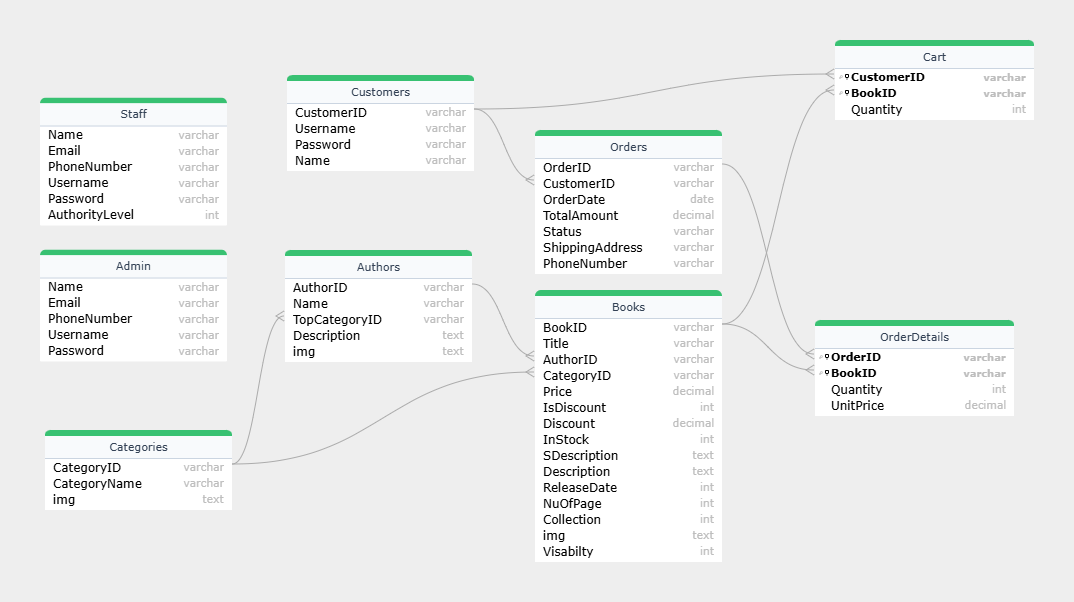 Staff
Name varchar
Email varchar
PhoneNumber varchar
Username varchar
Password varchar
AuthorityLevel int
Admin
Name varchar
Email varchar
PhoneNumber varchar
Username varchar
Password varchar
Categories
CategoryID varchar
CategoryName varchar
img text
Customers
CustomerID varchar
Username varchar
Password varchar
Name varchar
Authors
AuthorID varchar
Name varchar
TopCategoryID varchar
Description text
img text
Orders
OrderID varchar
CustomerID varchar
OrderDate date
TotalAmount decimal
Status varchar
ShippingAddress varchar
PhoneNumber varchar
Books
BookID varchar
Title varchar
AuthorID varchar
CategoryID varchar
Price decimal
IsDiscount int
Discount decimal
InStock int
SDescription text
Description text
ReleaseDate int
NuOfPage int
Collection int
img text
Visabilty int
Cart
CustomerID varchar
BookID varchar
Quantity int
OrderDetails
OrderID varchar
BookID varchar
Quantity int
UnitPrice decimal